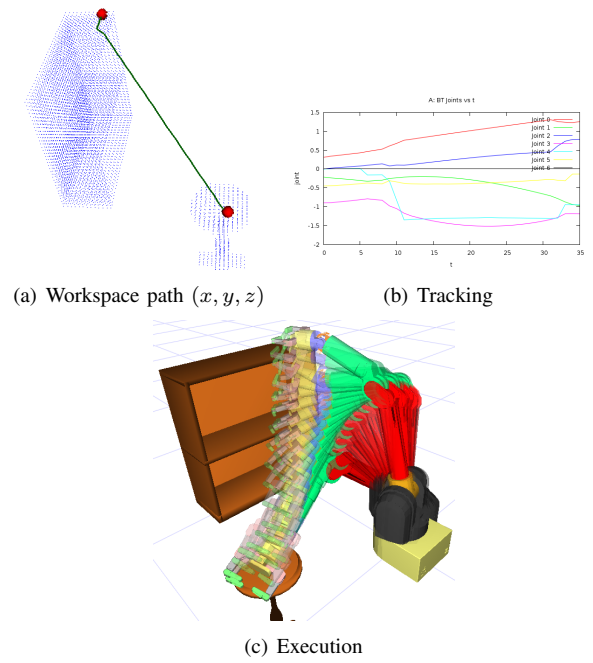 (a) Workspace path (x, y, z)
A: BT joints vs t
joint 0
joint 1
joint 2
joint 3
joint 4
joint 5
joint 6
1.5
1
0.5
0
-0.5
-1
-1.5
-2
joint
0 5 10 15 20 25 30 35
t
(b) Tracking
(c) Execution